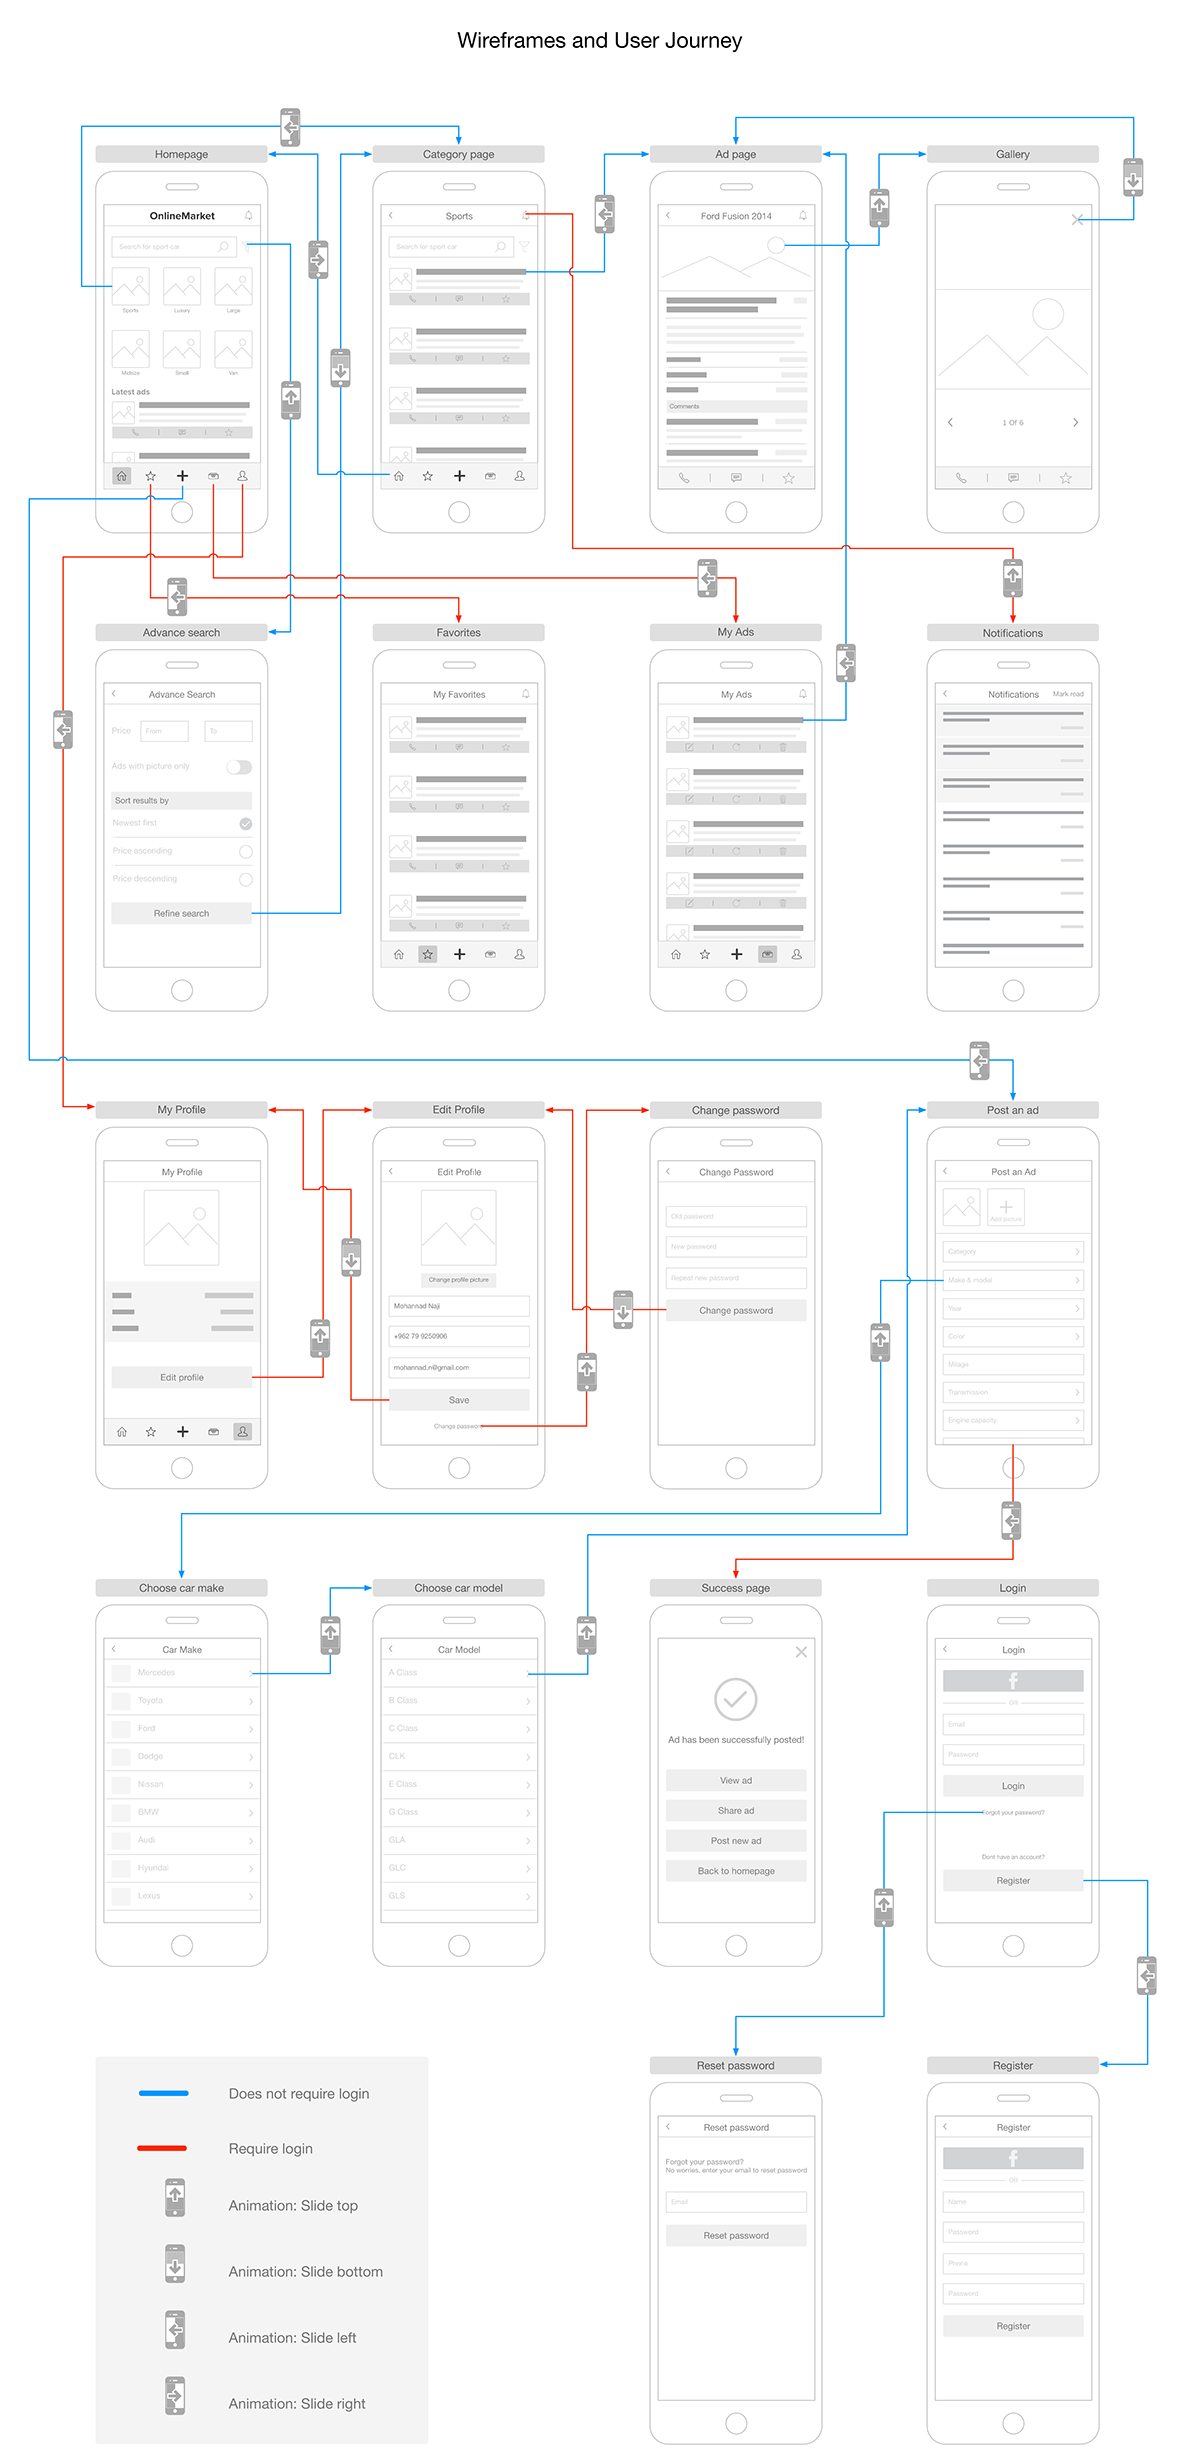 Wireframes and User Journey
Homepage
OnlineMarket
Search for sport car
Sports
Luxury
Large
Midsize
Small
Van
Latest ads
Category page
Sports
Search for sport car
Ad page
Ford Fusion 2014
Comments
Gallery
1 Of 6
Advance search
Advance Search
Price
From
To
Ads with picture only
Sort results by
Newest first
Price ascending
Price descending
Refine search
Favorites
My Favorites
My Ads
My Ads
Notifications
Notifications
Mark read
My Profile
My Profile
Edit profile
Edit Profile
Edit Profile
Change profile picture
Mohannad Naji
+962 79 9250906
mohannad.n@gmail.com
Save
Change password
Change password
Change Password
Old password
New password
Repeat new password
Change password
Post an ad
Post an Ad
Add picture
Category
Make & model
Year
Color
Milage
Transmission
Engine capacity
Choose car make
Car Make
Mercedes
Toyota
Ford
Dodge
Nissan
BMW
Audi
Hyundai
Lexus
Choose car model
Car Model
A Class
B Class
C Class
CLK
E Class
G Class
GLA
GLC
GLS
Success page
Ad has been successfully posted!
View ad
Share ad
Post new ad
Back to homepage
Login
Login
f
OR
Email
Password
Login
Forgot your password?
Dont have an account?
Register
Does not require login
Require login
Animation: Slide top
Animation: Slide bottom
Animation: Slide left
Animation: Slide right
Reset password
Reset password
Forgot your password?
No worries, enter your email to reset password
Email
Reset password
Register
Register
f
OR
Name
Password
Phone
Password
Register